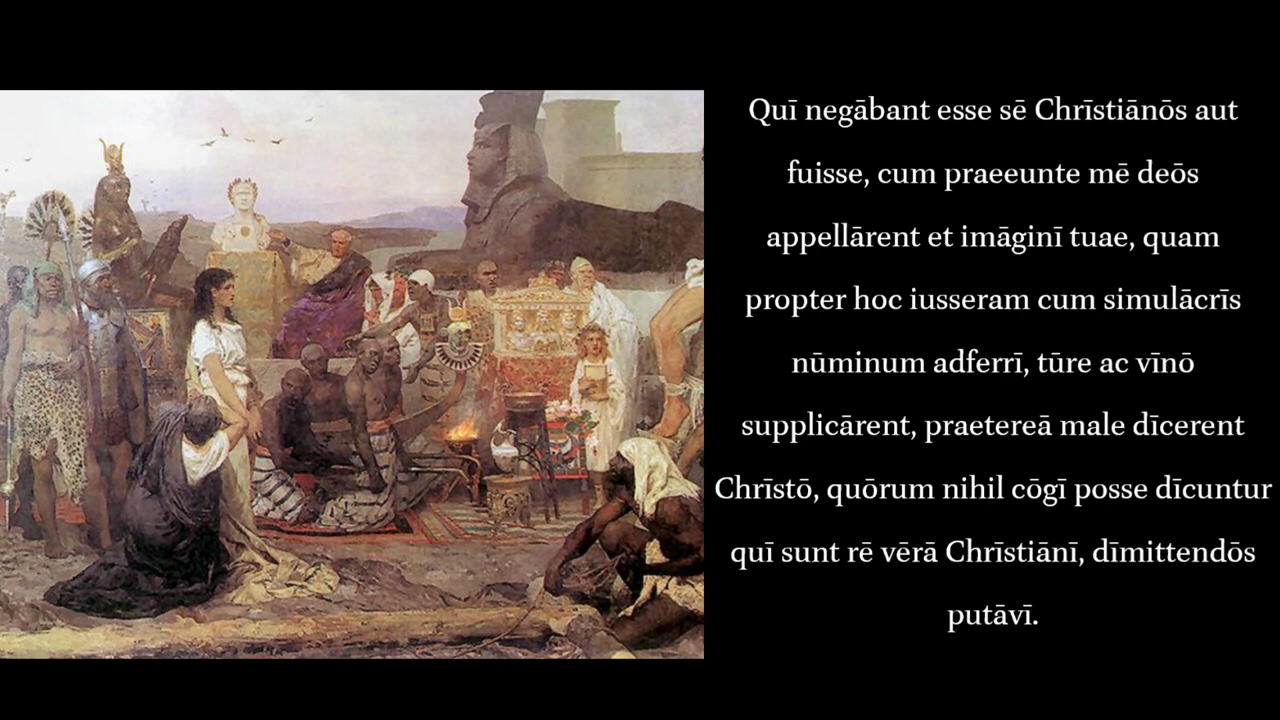 Quī negābant esse sē Chrīstiānōs aut
fuisse, cum praeeunte mē deōs
appellārent et imāginī tuae, quam
propter hoc iusseram cum simulācrīs
nūminum adferrī, tūre ac vīnō
supplicārent, praetereā male dīcerent
Chrīstō, quōrum nihil cōgī posse dīcuntur
quī sunt rē vērā Chrīstiānī, dīmittendōs
putāvī.